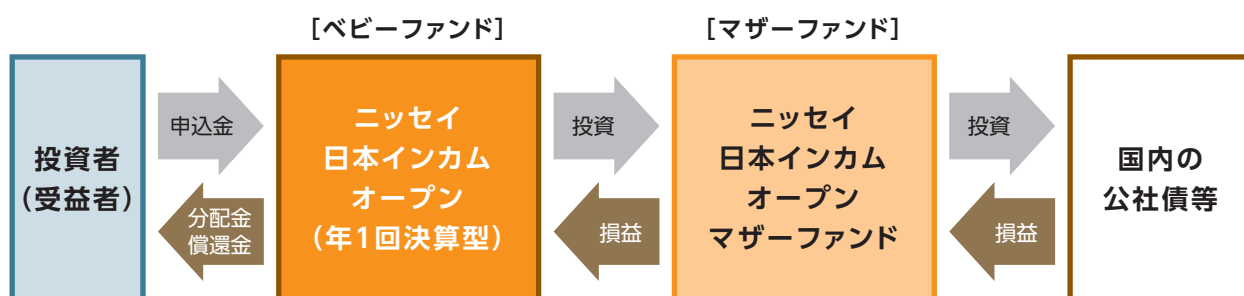 [ベビーファンド]
[マザーファンド]
投資者
(受益者)
申込金
分配金
償還金
ニッセイ
日本インカム
オープン
(年1回決算型)
投資
損益
ニッセイ
日本インカム
オープン
マザーファンド
投資
損益
国内の
公社債等